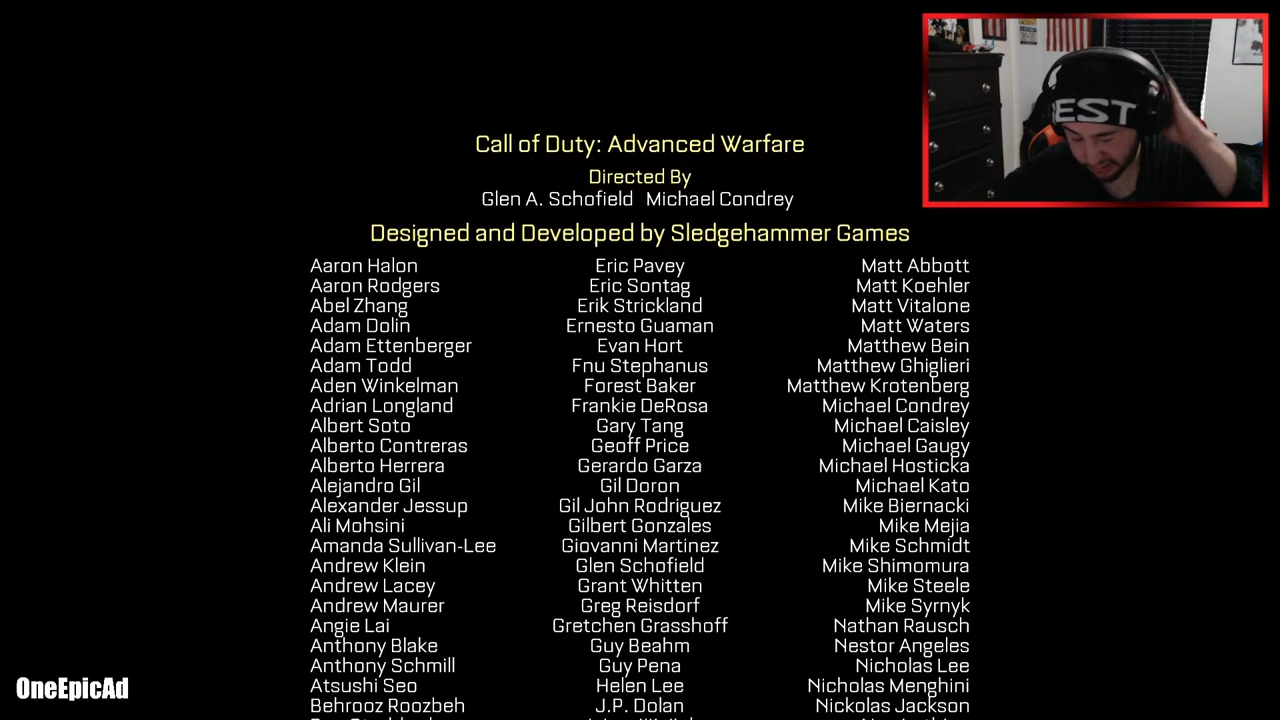 Call of Duty: Advanced Warfare
Directed By
Glen A. Schofield Michael Condrey
Designed and Developed by Sledgehammer Games
Aaron Halon Eric Pavey Matt Abbott
Aaron Rodgers Eric Sontag Matt Koehler
Abel Zhang Erik Strickland Matt Vitalone
Adam Dolin Ernesto Guaman Matt Waters
Adam Ettenberger Evan Hort Matthew Bein
Adam Todd Fnu Stephanus Matthew Ghiglieri
Aden Winkelman Forest Baker Matthew Krotenberg
Adrian Longland Frankie DeRosa Michael Condrey
Albert Soto Gary Tang Michael Caisley
Alberto Contreras Geoff Price Michael Gaugy
Alberto Herrera Gerardo Garza Michael Hosticka
Alejandro Gil Gil Doron Michael Kato
Alexander Jessup Gil John Rodriguez Mike Biernacki
Ali Mohsini Gilbert Gonzales Mike Mejia
Amanda Sullivan-Lee Giovanni Martinez Mike Schmidt
Andrew Klein Glen Schofield Mike Shimomura
Andrew Lacey Grant Whitten Mike Steele
Andrew Maurer Greg Reisdorf Mike Syrnyk
Angie Lai Gretchen Grasshoff Nathan Rausch
Anthony Blake Guy Beahm Nestor Angeles
Anthony Schmill Guy Pena Nicholas Lee
Atsushi Seo Helen Lee Nicholas Menghini
Behrooz Roozbeh J.P. Dolan Nickolas Jackson
EST
OneEpicAd